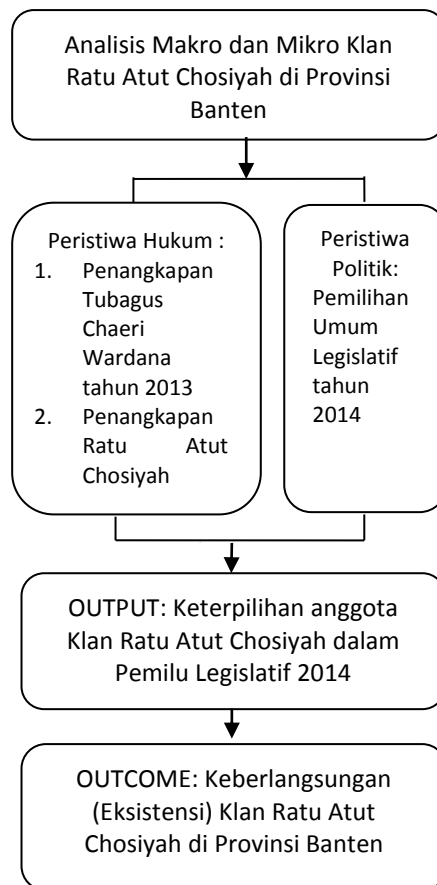 Analisis Makro dan Mikro Klan
Ratu Atut Chosiyah di Provinsi
Banten
Peristiwa Hukum :
1. Penangkapan
Tubagus
Chaeri
Wardana
tahun 2013
2. Penangkapan
Ratu Atut
Chosiyah
Peristiwa
Politik:
Pemilihan
Umum
Legislatif
tahun
2014
OUTPUT: Keterpilihan anggota
Klan Ratu Atut Chosiyah dalam
Pemilu Legislatif 2014
OUTCOME: Keberlangsungan
(Eksistensi) Klan Ratu Atut
Chosiyah di Provinsi Banten